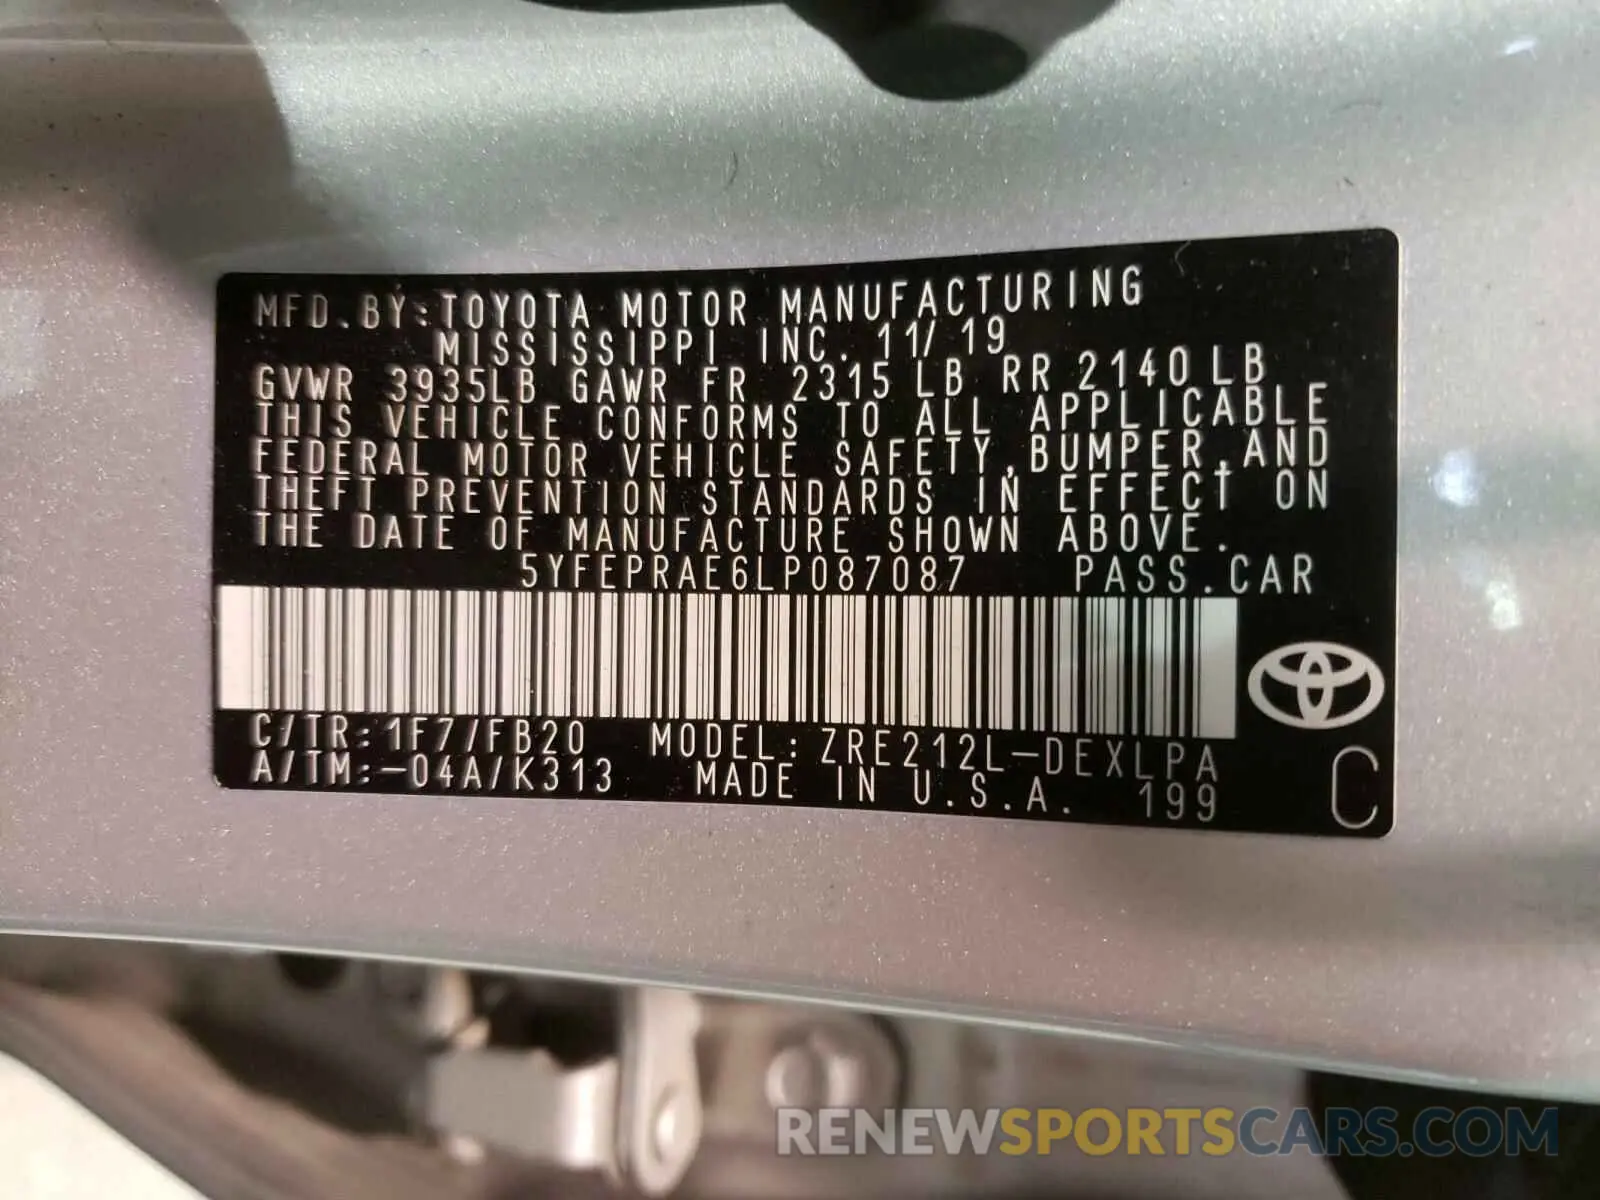 MFD.BY:TOYOTA MOTOR MANUFACTURING
MISSISSIPPI INC. 11/19
GVWR 3935LB GAWR FR 2315 LB RR 2140LB
THIS VEHICLE CONFORMS TO ALL APPLICABLE
FEDERAL MOTOR VEHICLE SAFETY,BUMPER,AND
THEFT PREVENTION STANDARDS IN EFFECT ON
THE DATE OF MANUFACTURE SHOWN ABOVE.
5YFEPRAE6LP087087 PASS.CAR
C/TR:1F7/FB20 MODEL:ZRE212L-DEXLPA
A/TM:-04A/K313 MADE IN U.S.A. 199
C
RENEWSPORTSCARS.COM